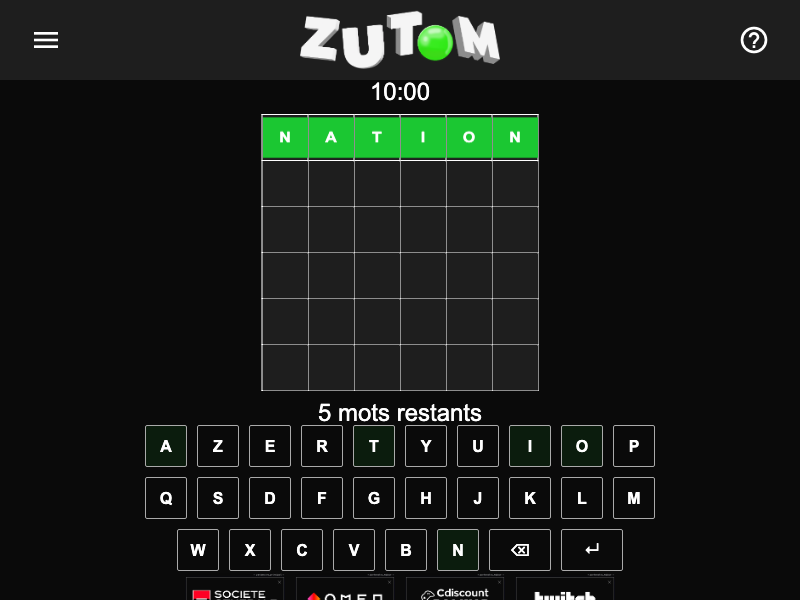 ZUTOM
10:00
N A T I O N
5 mots restants
A Z E R T Y U I O P
Q S D F G H J K L M
W X C V B N
SOCIETE OMEN Cdiscount twitch